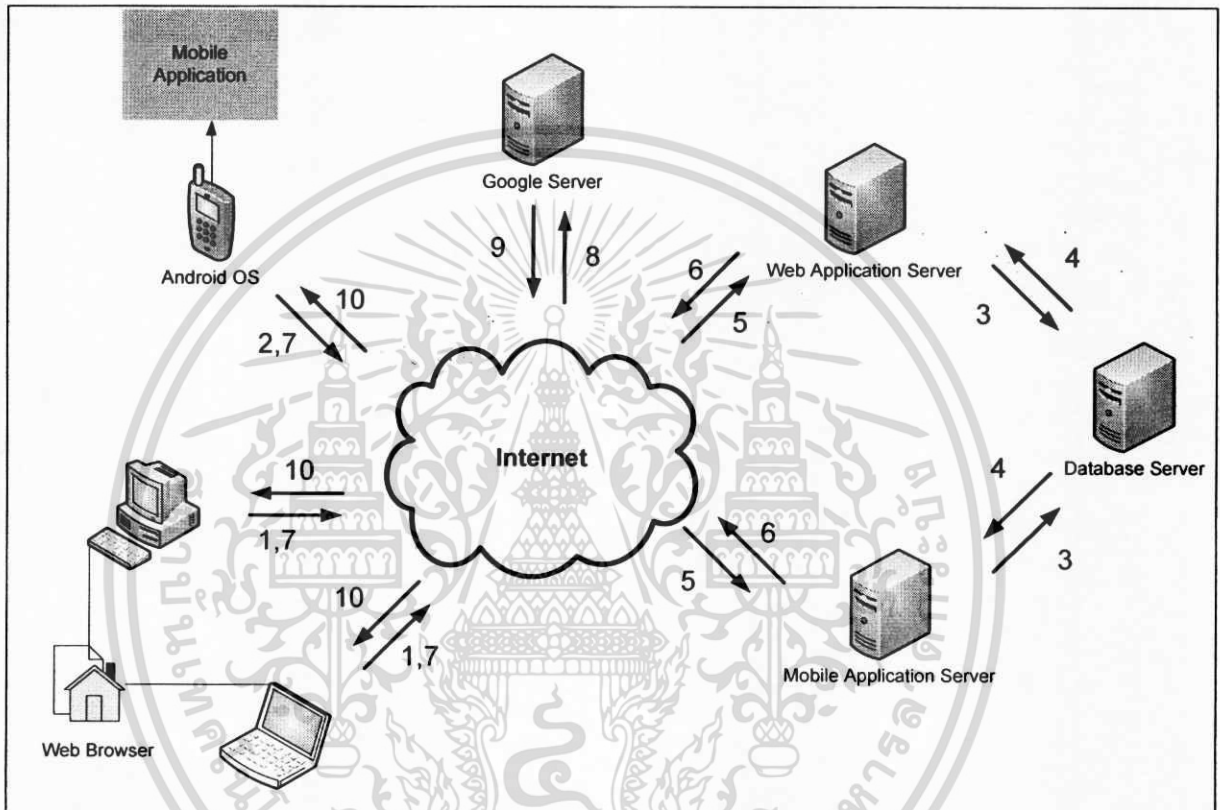 Mobile
Application
Google Server
Android OS
Web Application Server
9
8
6
5
4
3
10
2,7
Internet
Database Server
10
1,7
4
3
6
5
10
1,7
Mobile Application Server
Web Browser